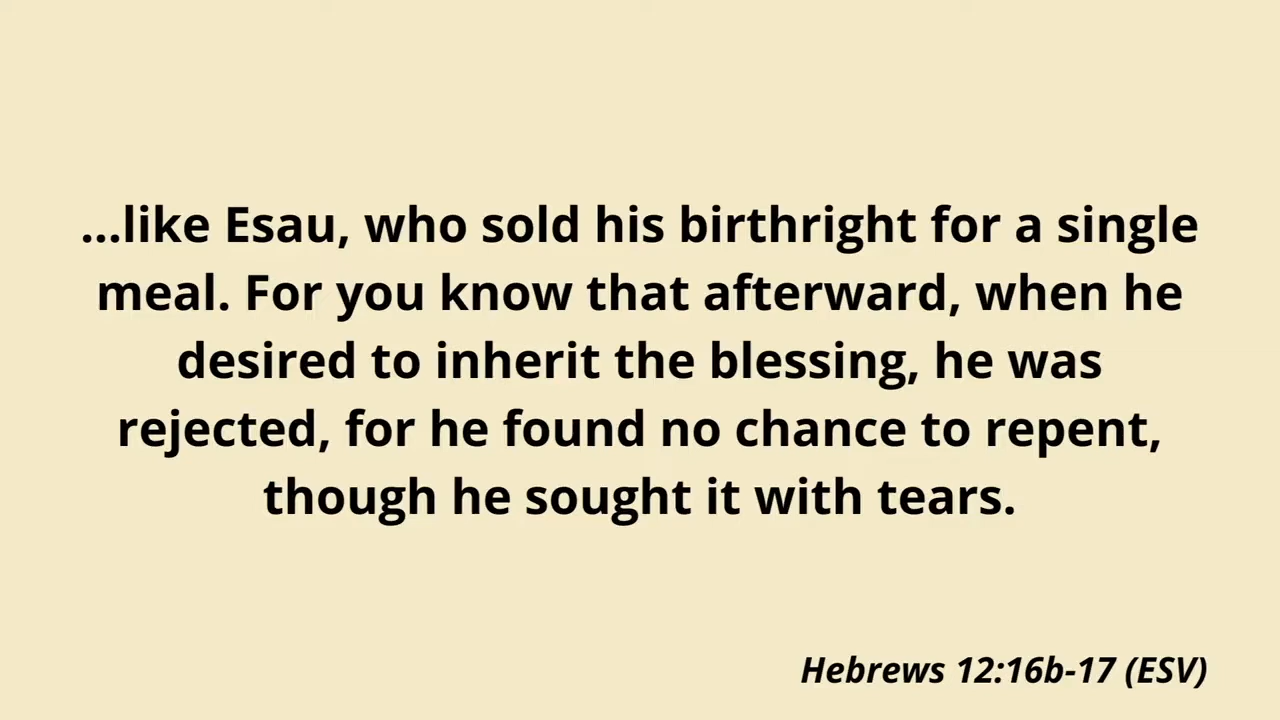 ...like Esau, who sold his birthright for a single
meal. For you know that afterward, when he
desired to inherit the blessing, he was
rejected, for he found no chance to repent,
though he sought it with tears.
Hebrews 12:16b-17 (ESV)